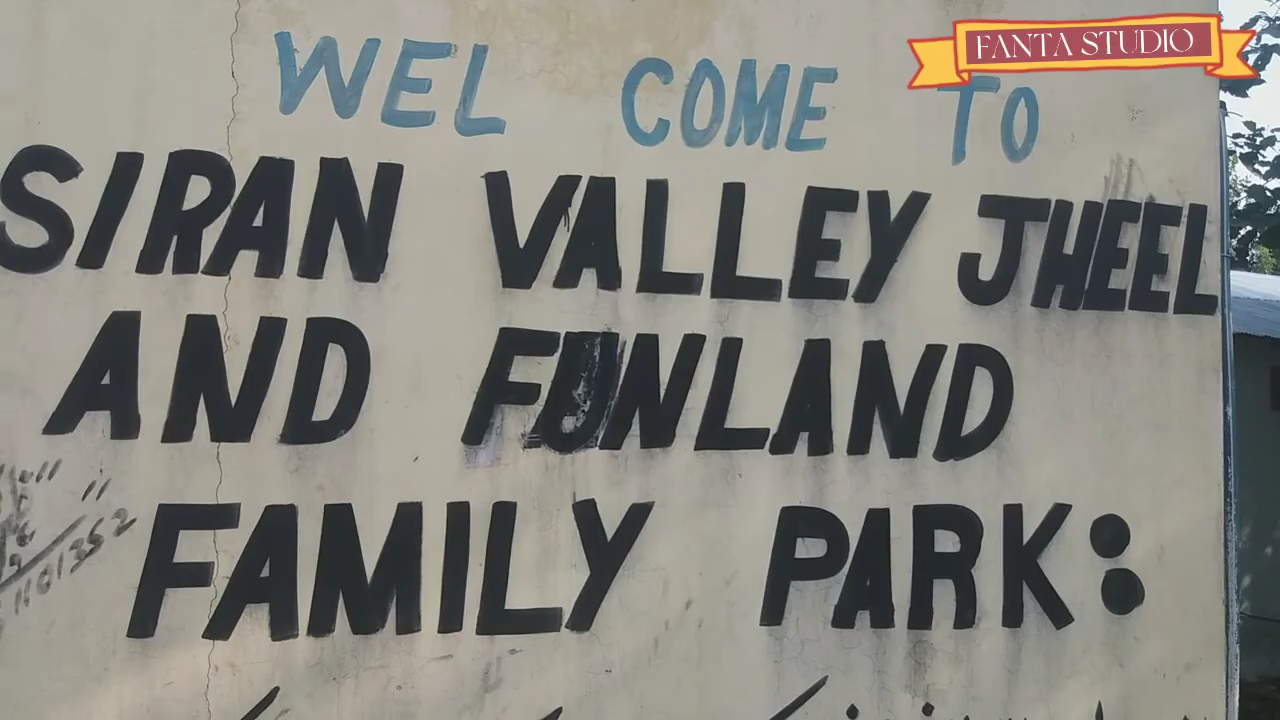 FANTA STUDIO
WEL COME TO
SIRAN VALLEY JHEEL
AND FUNLAND
FAMILY PARK: